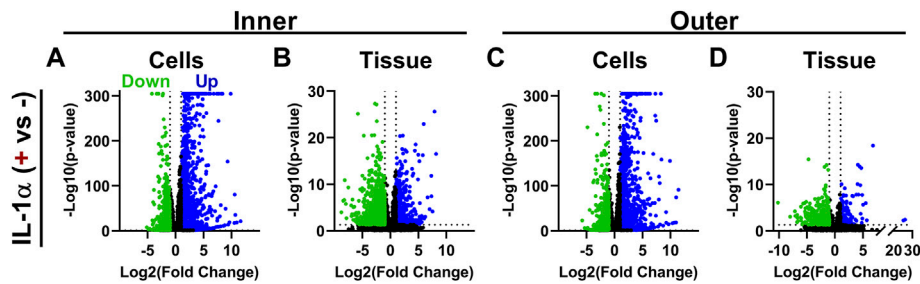 Inner
Outer
IL-1α (+ vs -)
A
Cells
Down
Up
300
200
100
0
-Log10(p-value)
-5
0
5
10
Log2(Fold Change)
B
Tissue
30
20
10
0
-Log10(p-value)
-5
0
5
10
Log2(Fold Change)
C
Cells
300
200
100
0
-Log10(p-value)
-5
0
5
10
Log2(Fold Change)
D
Tissue
30
20
10
0
-Log10(p-value)
-10
-5
0
5
20
30
Log2(Fold Change)